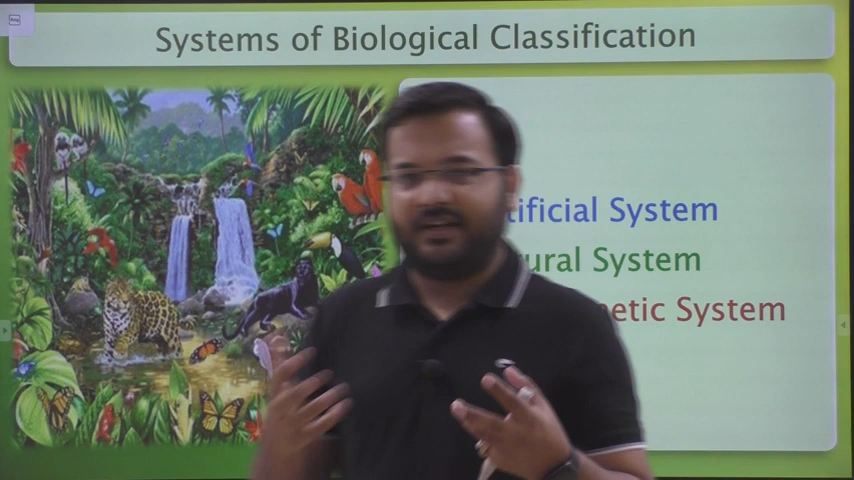 Systems of Biological Classification
tificial System
ural System
etic System